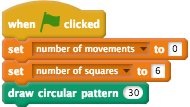 when clicked
set number of movements to 0
set number of squares to 6
draw circular pattern 30